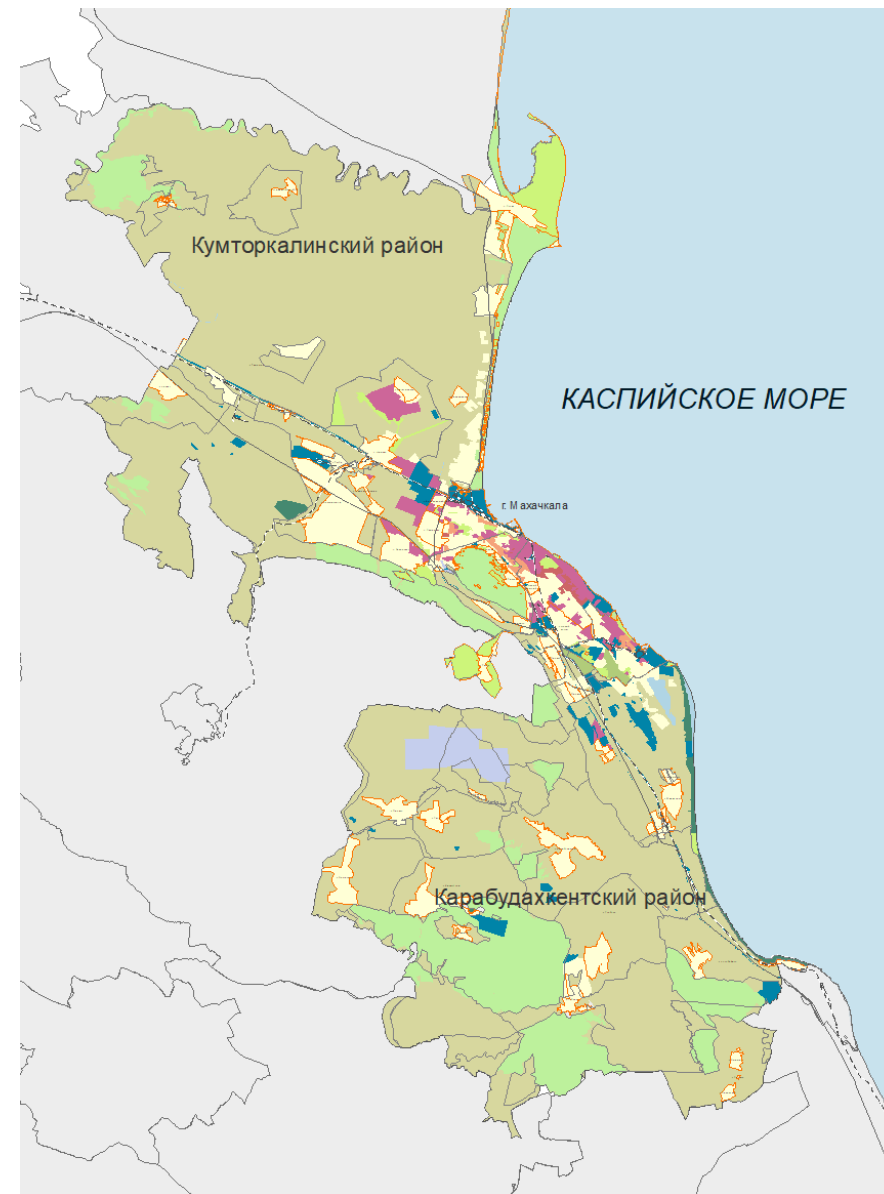 Кумторкалинский район
КАСПИЙСКОЕ МОРЕ
г. Махачкала
Карабудахкентский район